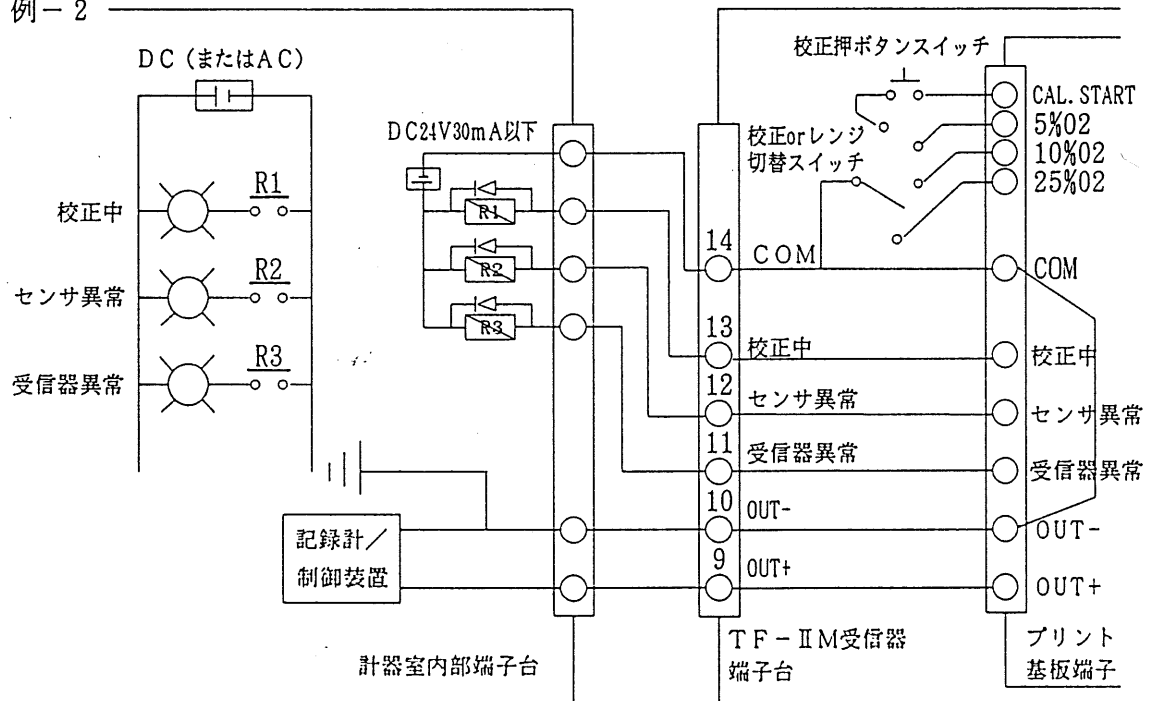 例－２
DC（またはAC）
校正中
R1
センサ異常
R2
受信器異常
R3
DC24V30mA以下
R1
R2
R3
記録計／
制御装置
計器室内部端子台
校正押ボタンスイッチ
校正orレンジ
切替スイッチ
14
COM
13
校正中
12
センサ異常
11
受信器異常
10
OUT-
9
OUT+
TF－ⅡM受信器
端子台
CAL.START
5%O2
10%O2
25%O2
COM
校正中
センサ異常
受信器異常
OUT-
OUT+
プリント
基板端子